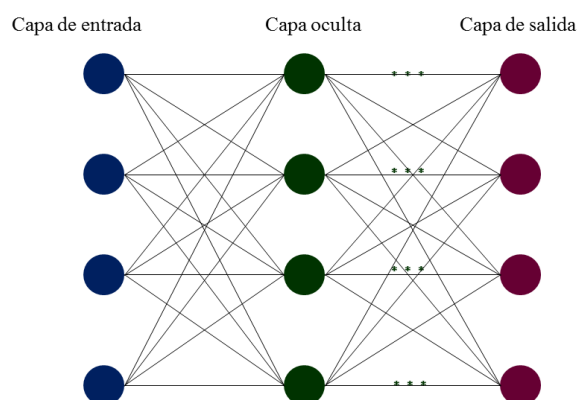 Capa de entrada
Capa oculta
Capa de salida
* * *
* * *
* * *
* * *